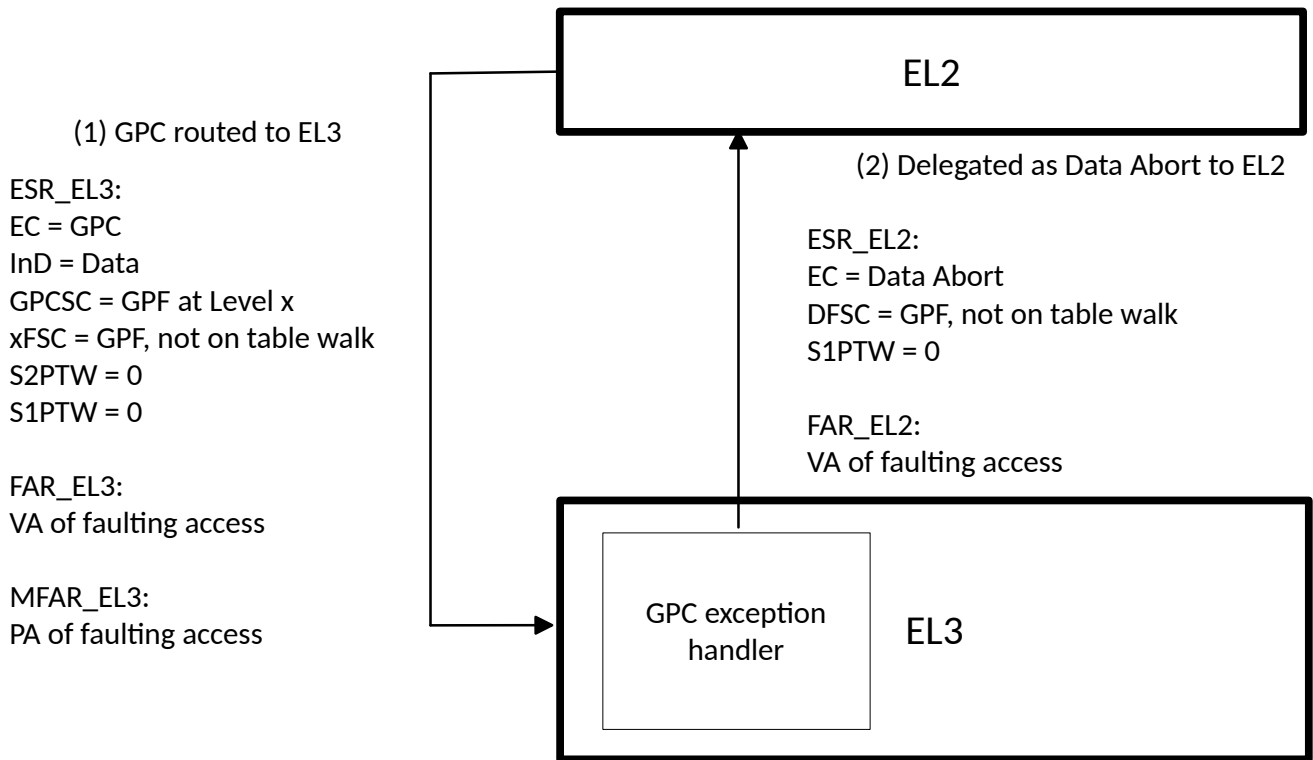 EL2
(1) GPC routed to EL3
ESR_EL3:
EC = GPC
InD = Data
GPCSC = GPF at Level x
xFSC = GPF, not on table walk
S2PTW = 0
S1PTW = 0
FAR_EL3:
VA of faulting access
MFAR_EL3:
PA of faulting access
(2) Delegated as Data Abort to EL2
ESR_EL2:
EC = Data Abort
DFSC = GPF, not on table walk
S1PTW = 0
FAR_EL2:
VA of faulting access
GPC exception
handler
EL3